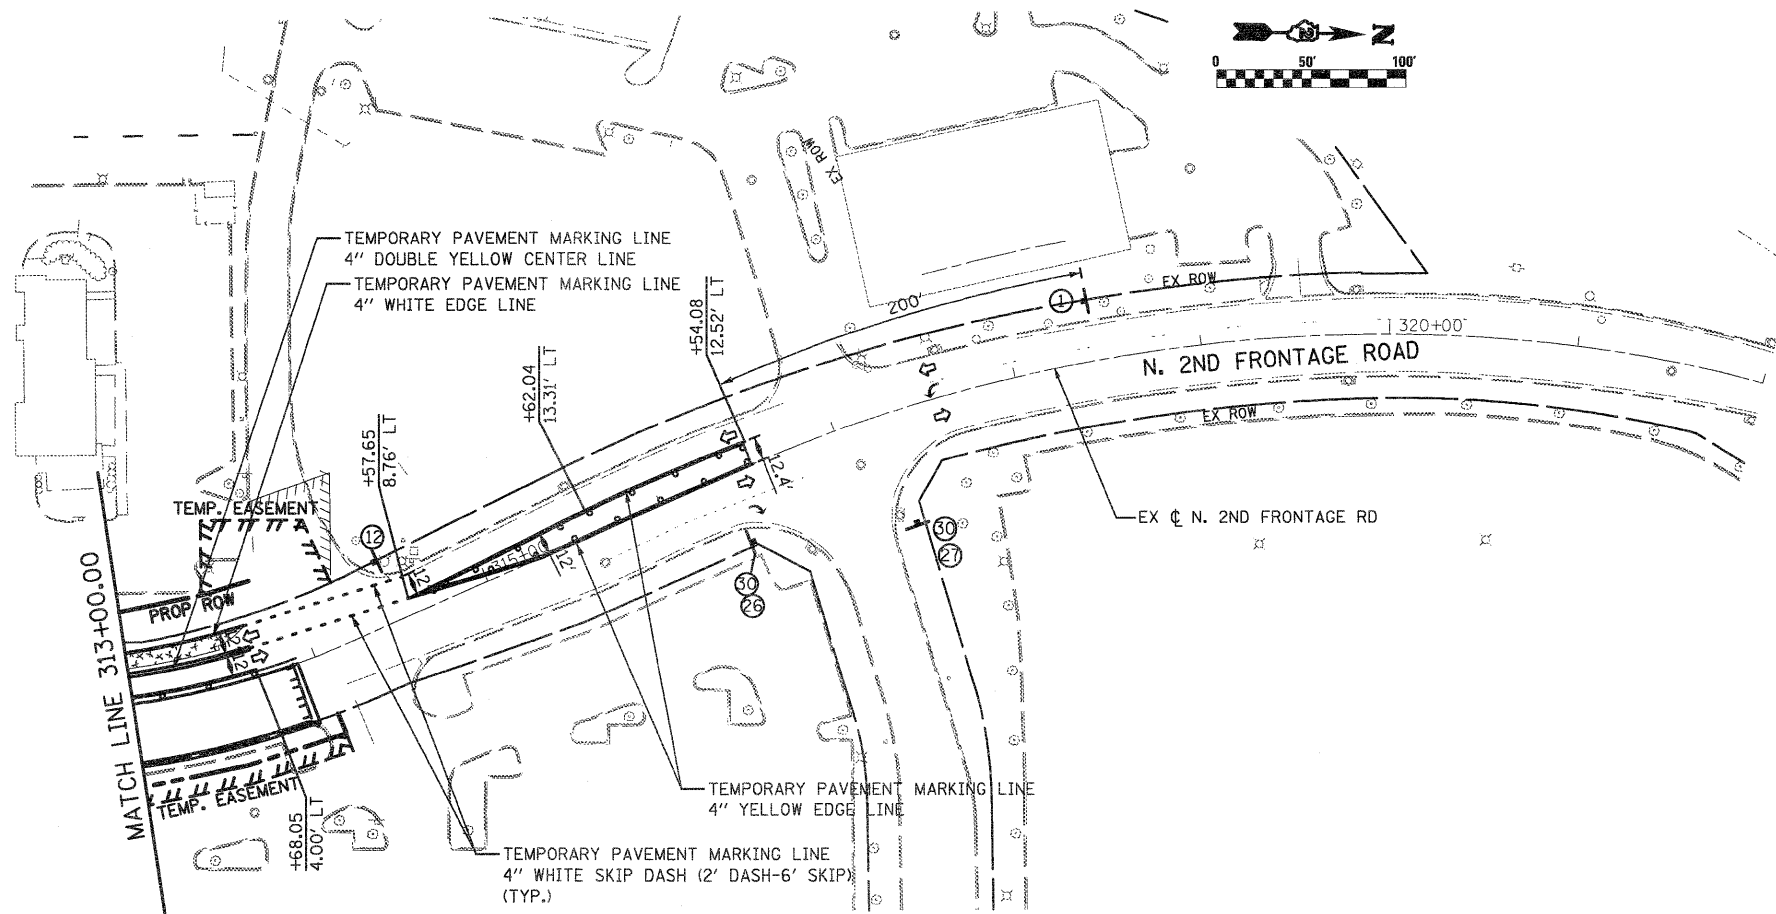 N
2
0 50' 100'
EX ROW
TEMPORARY PAVEMENT MARKING LINE
4" DOUBLE YELLOW CENTER LINE
TEMPORARY PAVEMENT MARKING LINE
4" WHITE EDGE LINE
200'
1
EX ROW
320+00
N. 2ND FRONTAGE ROAD
EX ROW
+54.08
12.52' LT
+62.04
13.31' LT
+57.65
8.76' LT
12.4'
EX ℄ N. 2ND FRONTAGE RD
TEMP. EASEMENT
12
12'
315+00
12'
30
27
30
26
PROP ROW
12'
12'
MATCH LINE 313+00.00
TEMP. EASEMENT
+68.05
4.00' LT
TEMPORARY PAVEMENT MARKING LINE
4" YELLOW EDGE LINE
TEMPORARY PAVEMENT MARKING LINE
4" WHITE SKIP DASH (2' DASH-6' SKIP)
(TYP.)